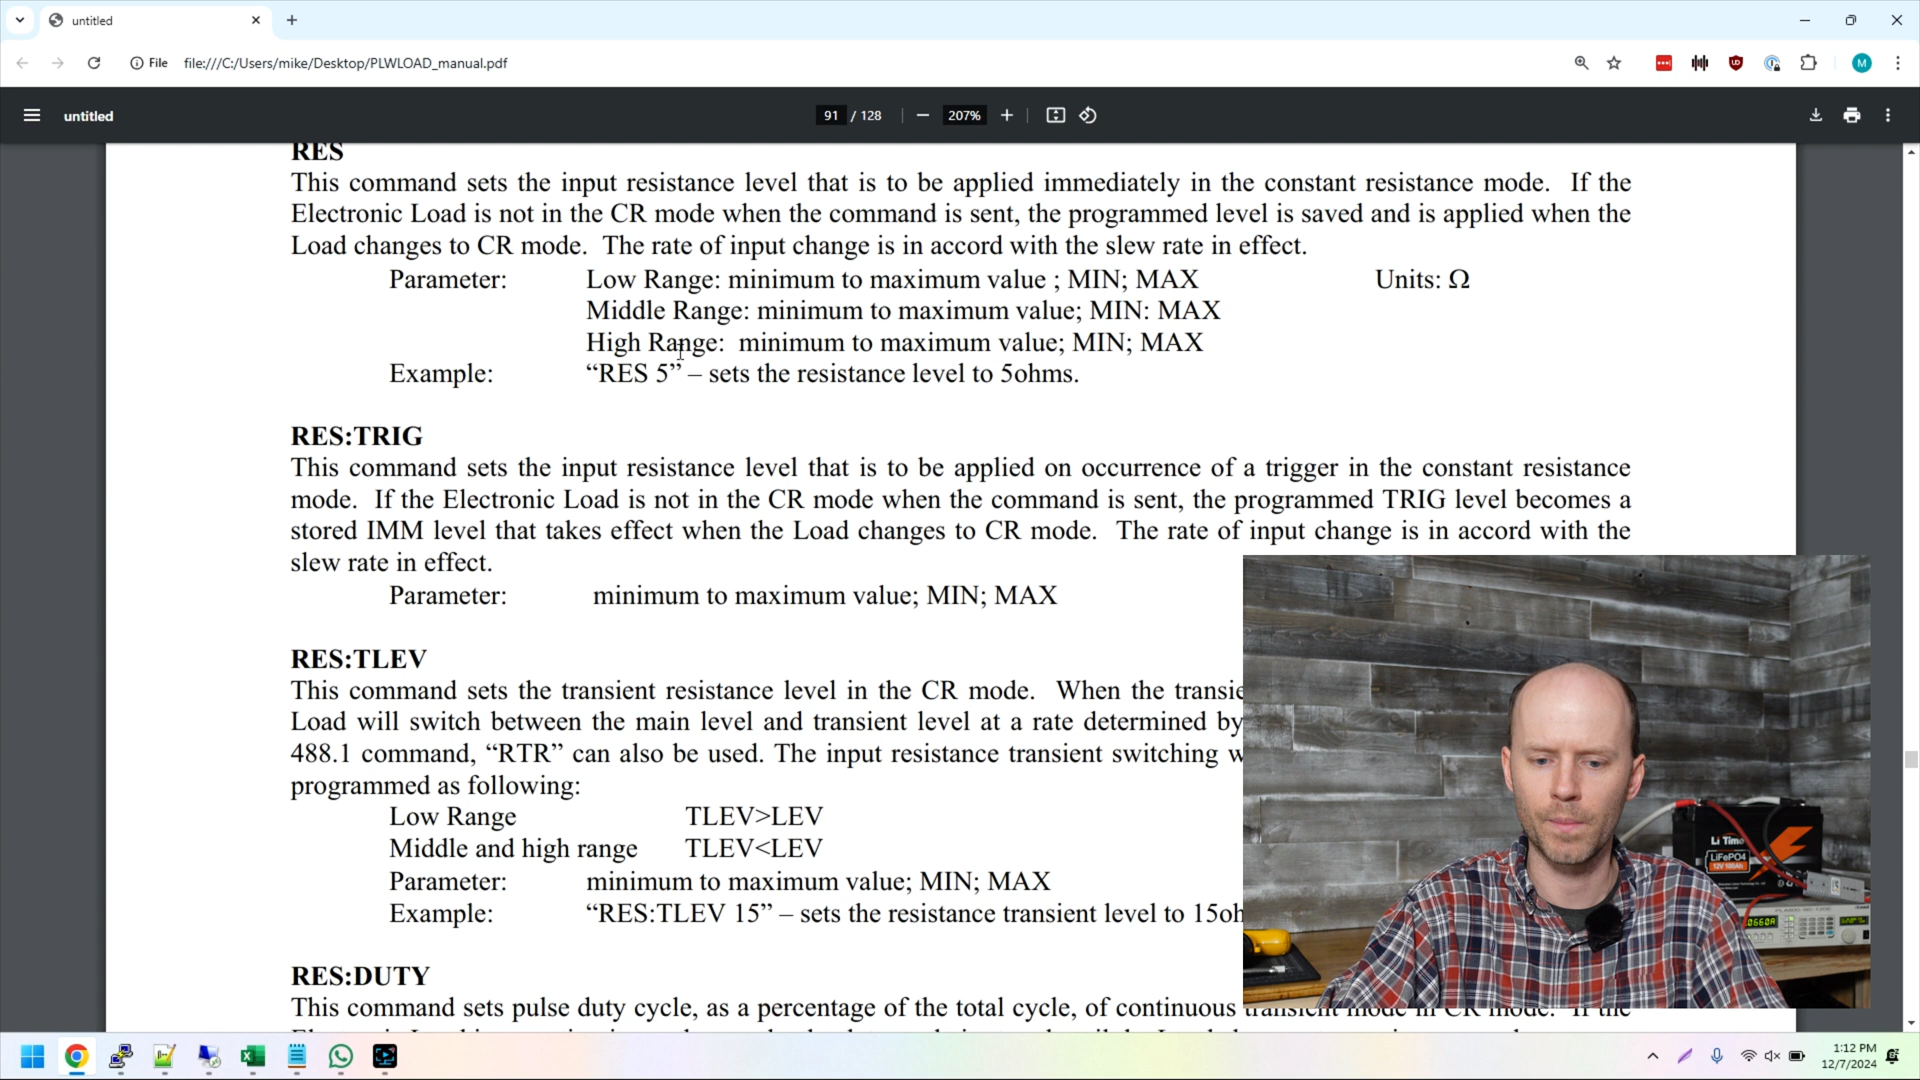 untitled
File
file:///C:/Users/mike/Desktop/PLWLOAD_manual.pdf
M
untitled
91 / 128
207%
RES
This command sets the input resistance level that is to be applied immediately in the constant resistance mode. If the
Electronic Load is not in the CR mode when the command is sent, the programmed level is saved and is applied when the
Load changes to CR mode. The rate of input change is in accord with the slew rate in effect.
Parameter: Low Range: minimum to maximum value ; MIN; MAX Units: Ω
Middle Range: minimum to maximum value; MIN: MAX
High Range: minimum to maximum value; MIN; MAX
Example: “RES 5” – sets the resistance level to 5ohms.
RES:TRIG
This command sets the input resistance level that is to be applied on occurrence of a trigger in the constant resistance
mode. If the Electronic Load is not in the CR mode when the command is sent, the programmed TRIG level becomes a
stored IMM level that takes effect when the Load changes to CR mode. The rate of input change is in accord with the
slew rate in effect.
Parameter: minimum to maximum value; MIN; MAX
RES:TLEV
This command sets the transient resistance level in the CR mode. When the transie
Load will switch between the main level and transient level at a rate determined by
488.1 command, “RTR” can also be used. The input resistance transient switching w
programmed as following:
Low Range TLEV>LEV
Middle and high range TLEV<LEV
Parameter: minimum to maximum value; MIN; MAX
Example: “RES:TLEV 15” – sets the resistance transient level to 15oh
RES:DUTY
This command sets pulse duty cycle, as a percentage of the total cycle, of continuous transient mode in CR mode. If the
Li Time
LiFePO4
12V 100Ah
0660A
1:12 PM
12/7/2024